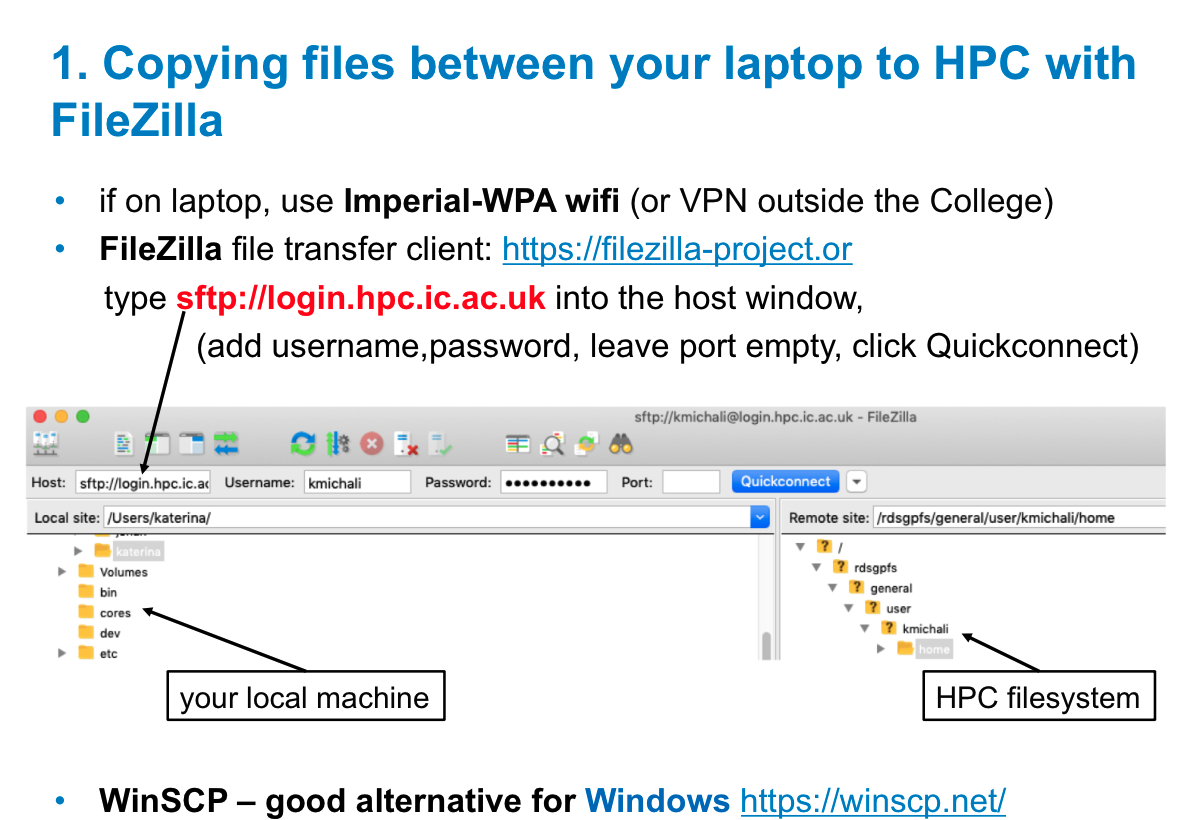 1. Copying files between your laptop to HPC with
FileZilla
• if on laptop, use Imperial-WPA wifi (or VPN outside the College)
• FileZilla file transfer client: https://filezilla-project.or
type sftp://login.hpc.ic.ac.uk into the host window,
(add username,password, leave port empty, click Quickconnect)
sftp://kmichali@login.hpc.ic.ac.uk - FileZilla
Host: sftp://login.hpc.ic.ac Username: kmichali Password: •••••••••• Port: Quickconnect
Local site: /Users/katerina/ Remote site: /rdsgpfs/general/user/kmichali/home
katerina
Volumes
bin
cores
dev
etc
? /
? rdsgpfs
? general
? user
? kmichali
home
your local machine
HPC filesystem
• WinSCP – good alternative for Windows https://winscp.net/